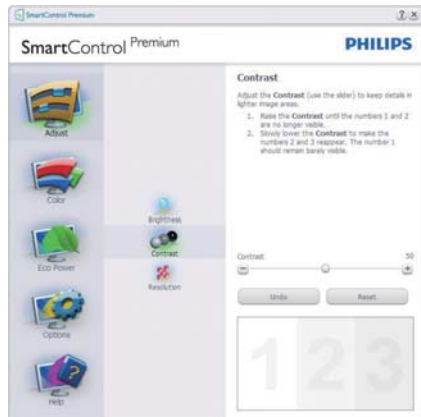 SmartControl Premium
SmartControl Premium
PHILIPS
Adjust
Color
Eco Power
Options
Help
Brightness
Contrast
Resolution
Contrast
Adjust the Contrast (use the slider) to keep details in
lighter image areas.
1. Raise the Contrast until the numbers 1 and 2
are no longer visible.
2. Slowly lower the Contrast to make the
numbers 2 and 3 reappear. The number 1
should remain barely visible.
Contrast
50
Undo
Reset
1 2 3